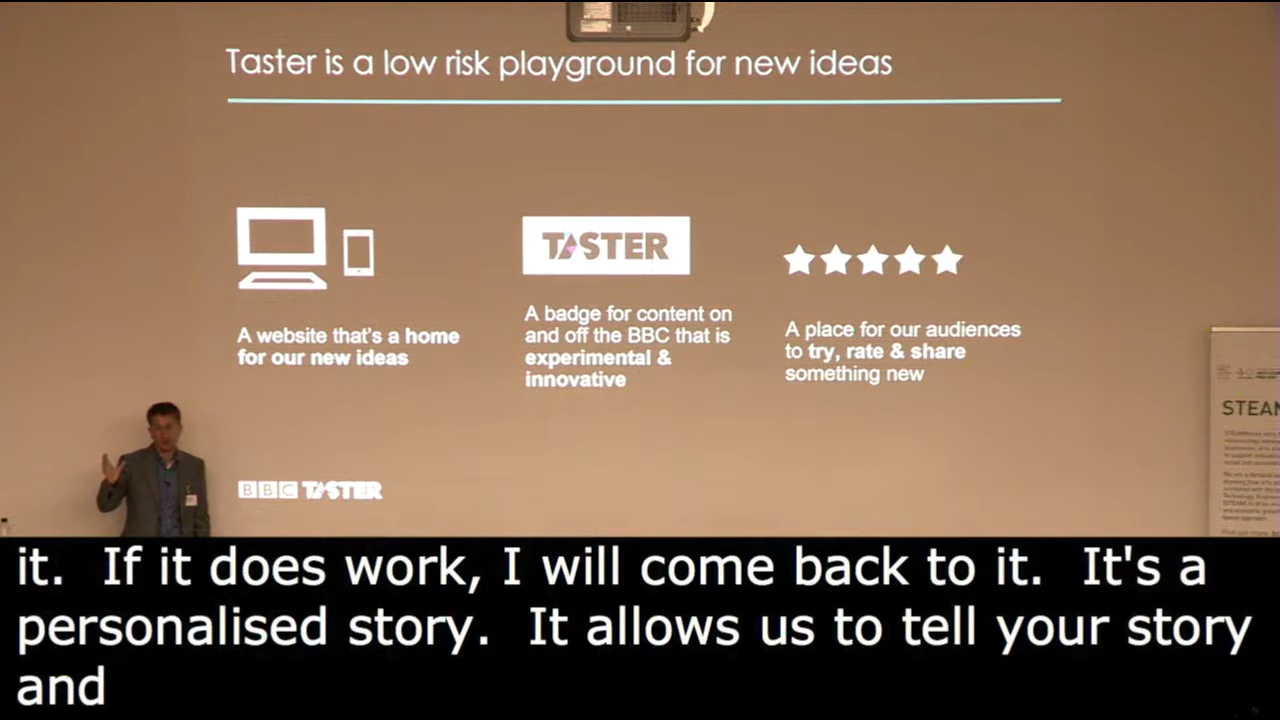 Taster is a low risk playground for new ideas
TASTER
A website that's a home
for our new ideas
A badge for content on
and off the BBC that is
experimental &
innovative
A place for our audiences
to try, rate & share
something new
BBC TASTER
STEAM
it.  If it does work, I will come back to it.  It's a
personalised story.  It allows us to tell your story
and